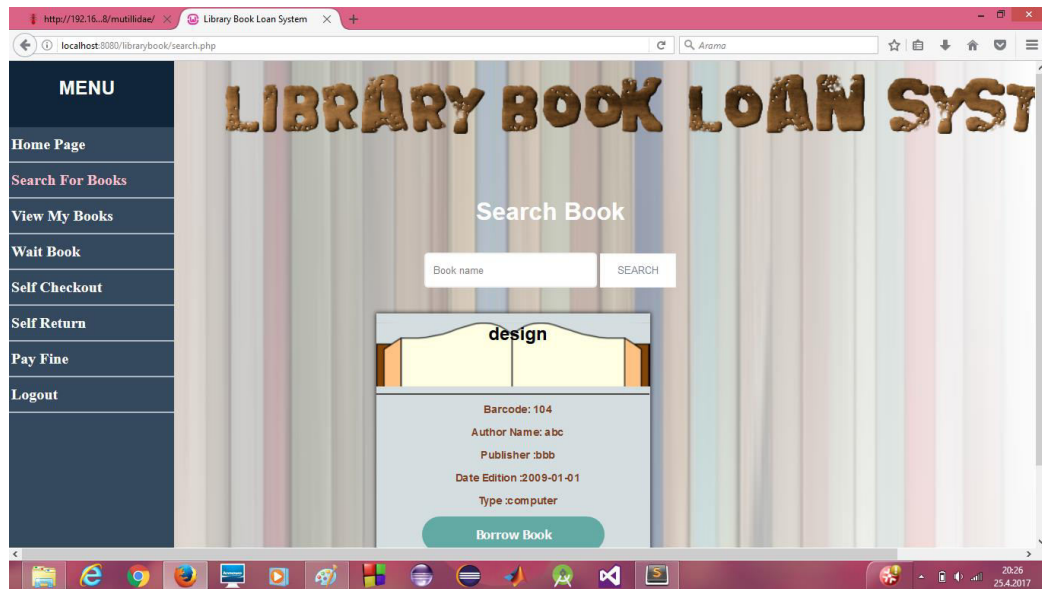 http://192.16...8/mutillidae/
Library Book Loan System
localhost:8080/librarybook/search.php
Arama
MENU
Home Page
Search For Books
View My Books
Wait Book
Self Checkout
Self Return
Pay Fine
Logout
LIBRARY BOOK LOAN SYST
Search Book
Book name
SEARCH
design
Barcode: 104
Author Name: abc
Publisher :bbb
Date Edition :2009-01-01
Type :computer
Borrow Book
20:26
25.4.2017